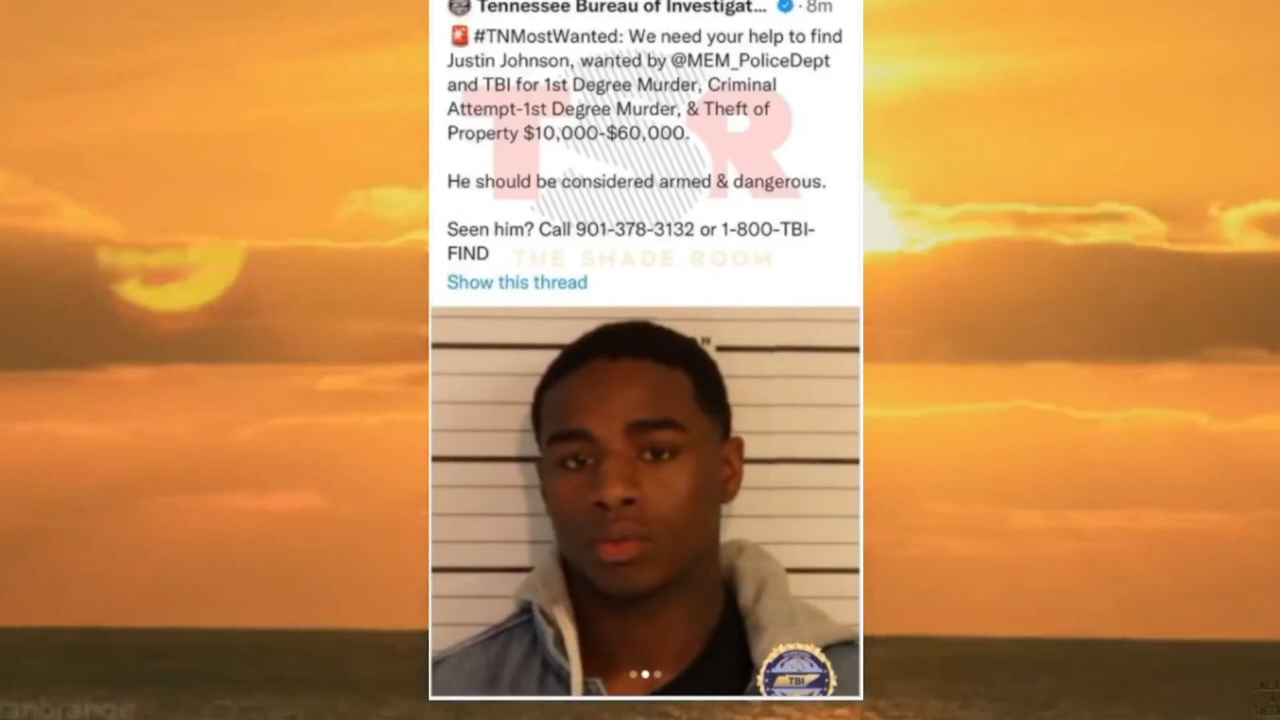 Tennessee Bureau of Investigat... · 8m
🚨 #TNMostWanted: We need your help to find
Justin Johnson, wanted by @MEM_PoliceDept
and TBI for 1st Degree Murder, Criminal
Attempt-1st Degree Murder, & Theft of
Property $10,000-$60,000.
TSR
He should be considered armed & dangerous.
Seen him? Call 901-378-3132 or 1-800-TBI-
FIND
THE SHADE ROOM
Show this thread
TBI